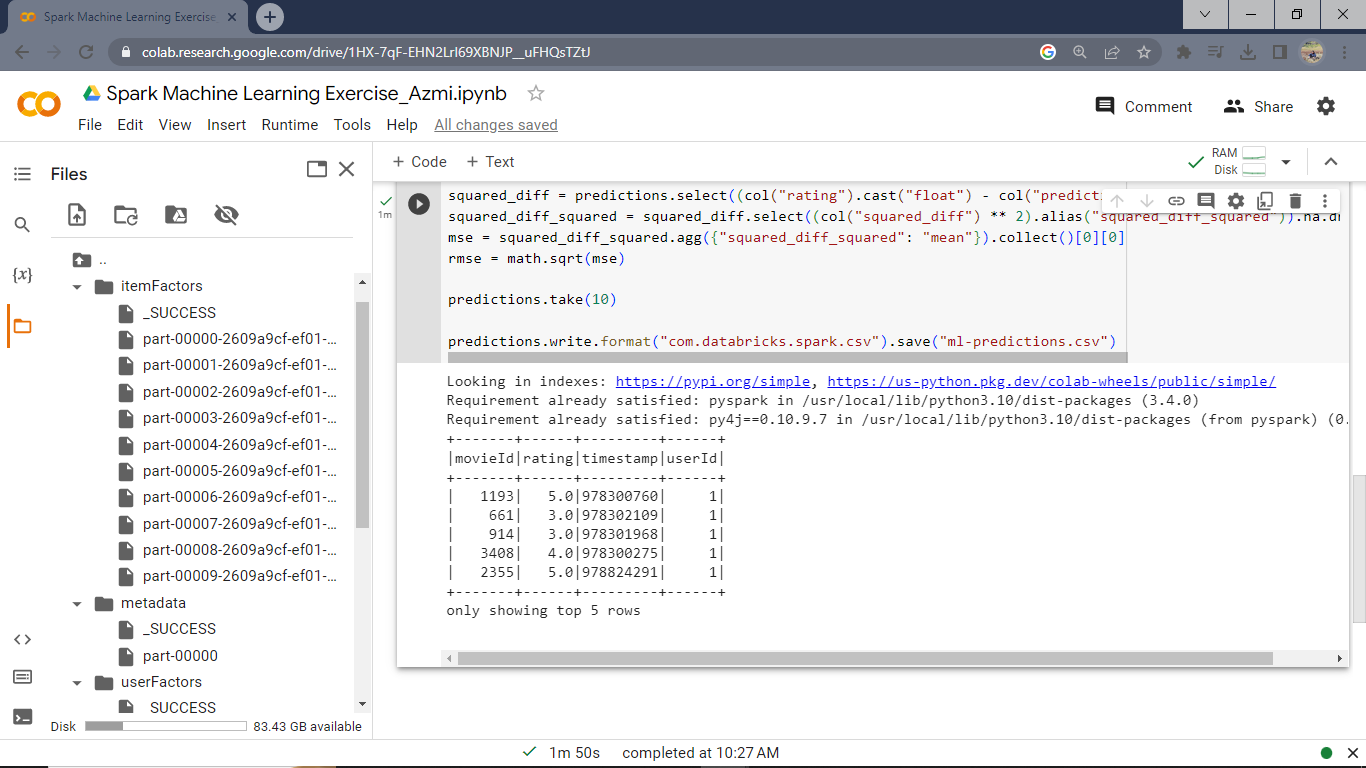 Spark Machine Learning Exercise
colab.research.google.com/drive/1HX-7qF-EHN2Lrl69XBNJP__uFHQsTZtJ
Spark Machine Learning Exercise_Azmi.ipynb
Comment
Share
File Edit View Insert Runtime Tools Help All changes saved
Files
+ Code + Text
RAM
Disk
..
itemFactors
_SUCCESS
part-00000-2609a9cf-ef01-...
part-00001-2609a9cf-ef01-...
part-00002-2609a9cf-ef01-...
part-00003-2609a9cf-ef01-...
part-00004-2609a9cf-ef01-...
part-00005-2609a9cf-ef01-...
part-00006-2609a9cf-ef01-...
part-00007-2609a9cf-ef01-...
part-00008-2609a9cf-ef01-...
part-00009-2609a9cf-ef01-...
metadata
_SUCCESS
part-00000
userFactors
_SUCCESS
Disk 83.43 GB available
{x}
1m
squared_diff = predictions.select((col("rating").cast("float") - col("predict
squared_diff_squared = squared_diff.select((col("squared_diff") ** 2).alias("squared_diff_squared")).na.dr
mse = squared_diff_squared.agg({"squared_diff_squared": "mean"}).collect()[0][0]
rmse = math.sqrt(mse)
predictions.take(10)
predictions.write.format("com.databricks.spark.csv").save("ml-predictions.csv")
Looking in indexes: https://pypi.org/simple, https://us-python.pkg.dev/colab-wheels/public/simple/
Requirement already satisfied: pyspark in /usr/local/lib/python3.10/dist-packages (3.4.0)
Requirement already satisfied: py4j==0.10.9.7 in /usr/local/lib/python3.10/dist-packages (from pyspark) (0.
+-------+------+---------+------+
|movieId|rating|timestamp|userId|
+-------+------+---------+------+
|   1193|   5.0|978300760|     1|
|    661|   3.0|978302109|     1|
|    914|   3.0|978301968|     1|
|   3408|   4.0|978300275|     1|
|   2355|   5.0|978824291|     1|
+-------+------+---------+------+
only showing top 5 rows
1m 50s completed at 10:27 AM